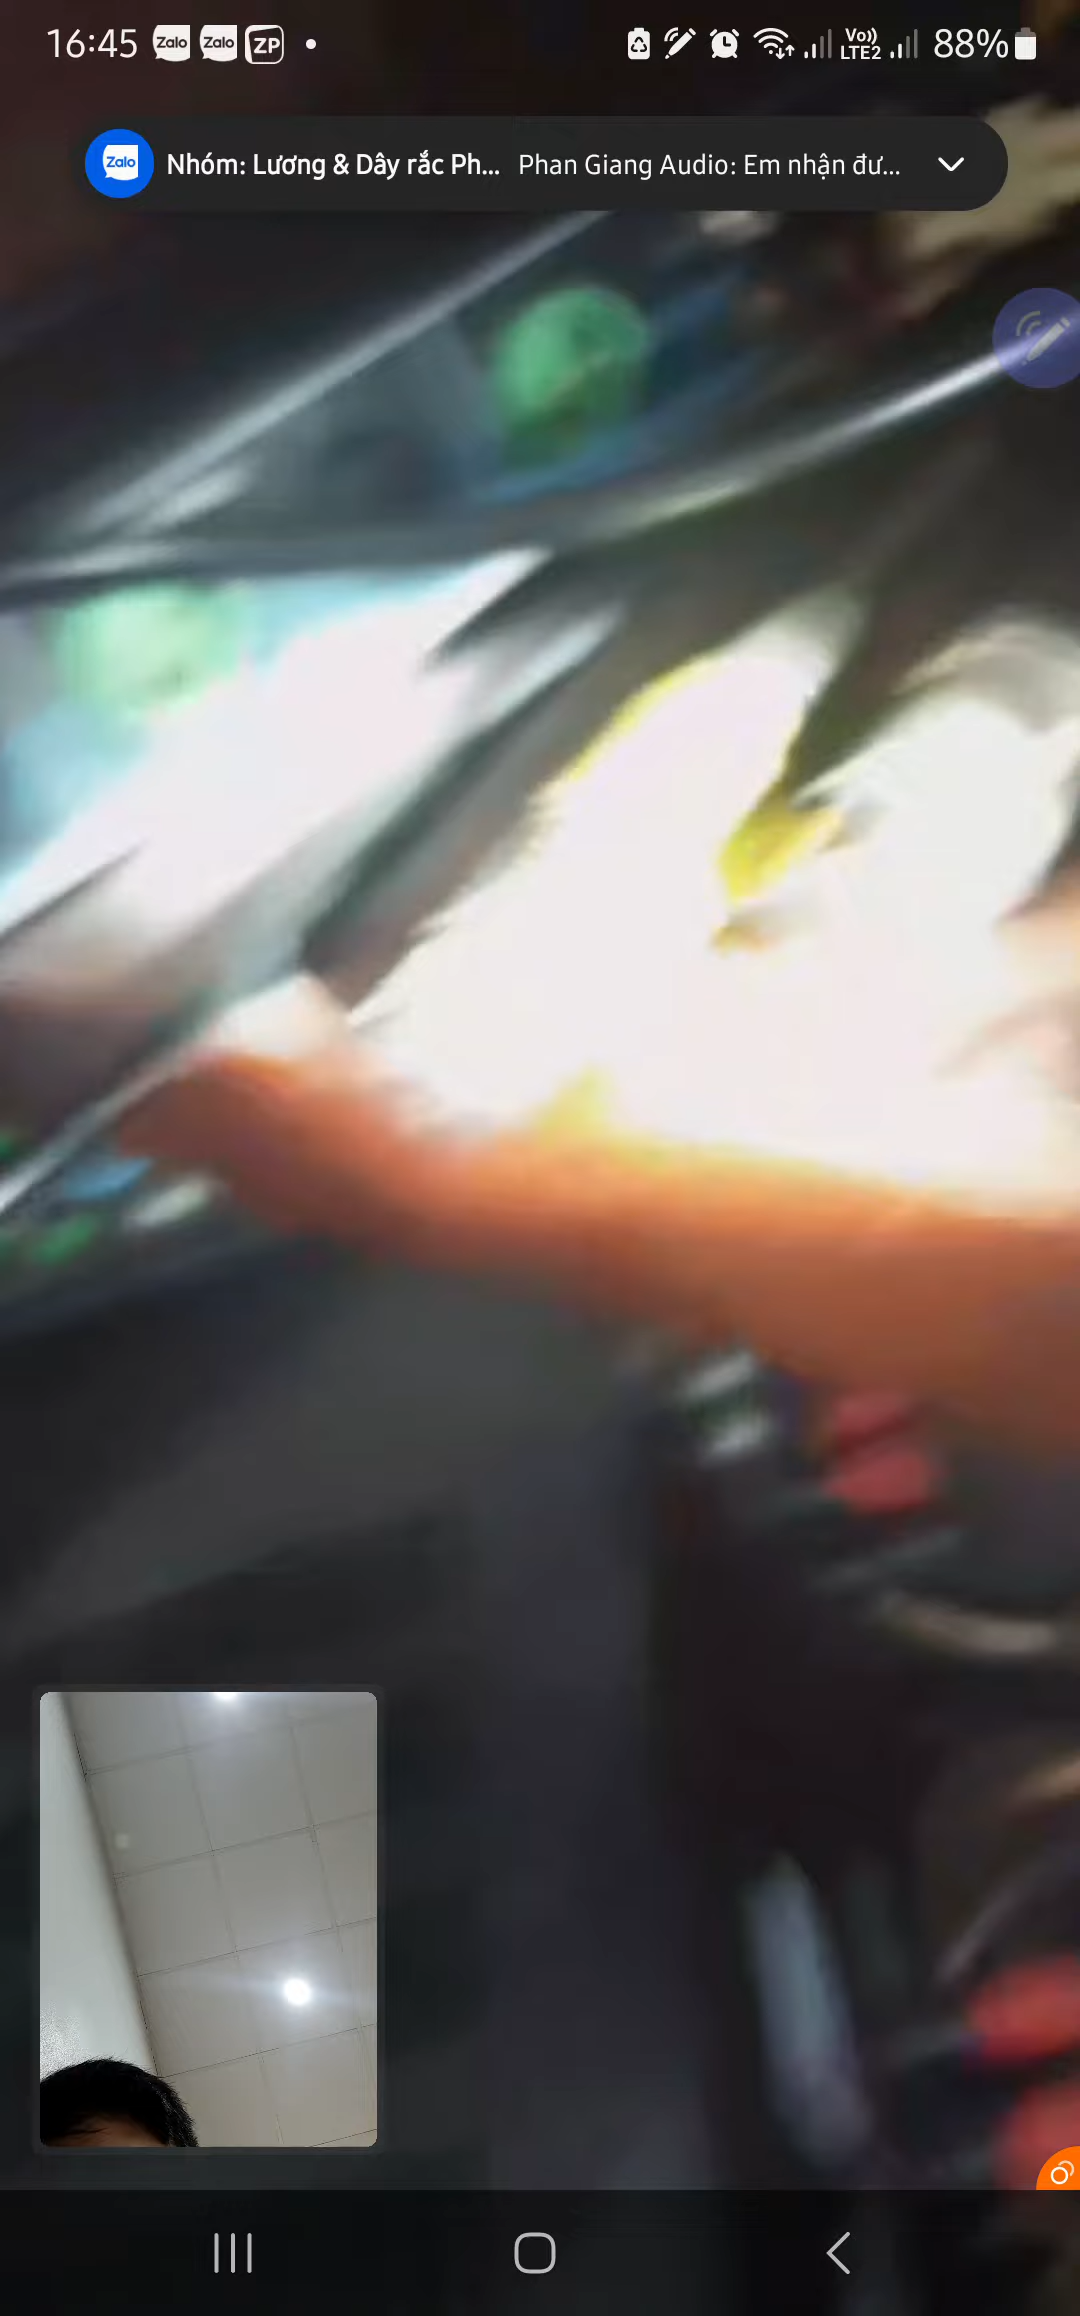 16:45 Zalo Zalo ZP Vo)) LTE2 88%
Zalo Nhóm: Lương & Dây rắc Ph... Phan Giang Audio: Em nhận đư...